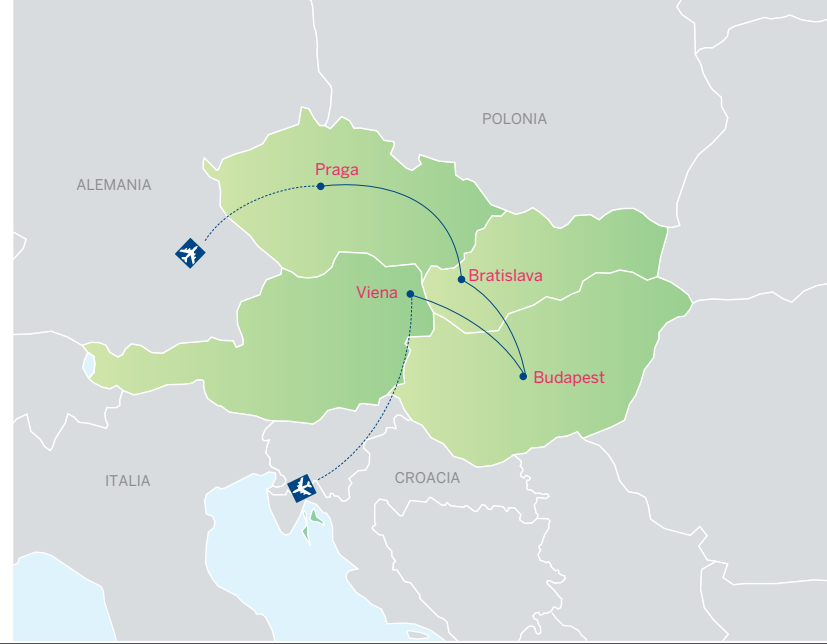 POLONIA
Praga
ALEMANIA
Bratislava
Viena
Budapest
CROACIA
ITALIA